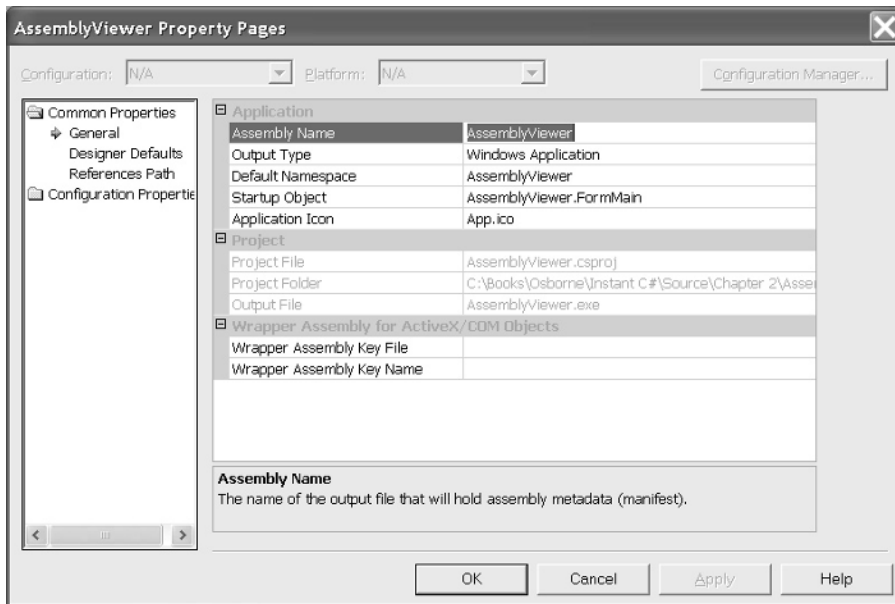 AssemblyViewer Property Pages
Configuration: N/A Platform: N/A Configuration Manager...
Common Properties
General
Designer Defaults
References Path
Configuration Propertie
Application
Assembly Name AssemblyViewer
Output Type Windows Application
Default Namespace AssemblyViewer
Startup Object AssemblyViewer.FormMain
Application Icon App.ico
Project
Project File AssemblyViewer.csproj
Project Folder C:\Books\Osborne\Instant C#\Source\Chapter 2\Asse
Output File AssemblyViewer.exe
Wrapper Assembly for ActiveX/COM Objects
Wrapper Assembly Key File
Wrapper Assembly Key Name
Assembly Name
The name of the output file that will hold assembly metadata (manifest).
OK Cancel Apply Help